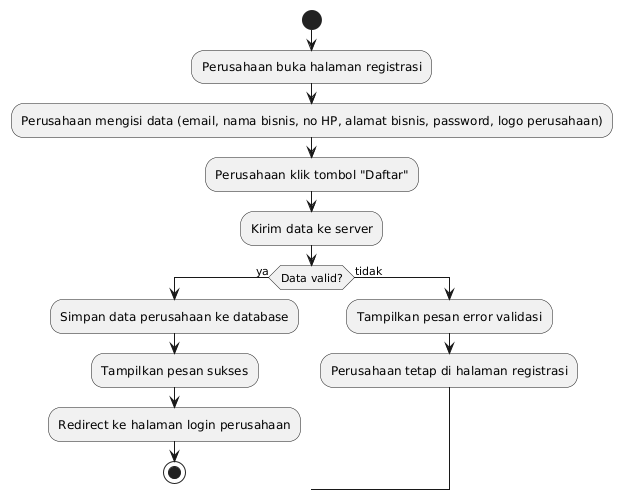 Perusahaan buka halaman registrasi
Perusahaan mengisi data (email, nama bisnis, no HP, alamat bisnis, password, logo perusahaan)
Perusahaan klik tombol "Daftar"
Kirim data ke server
ya
Data valid?
tidak
Simpan data perusahaan ke database
Tampilkan pesan sukses
Redirect ke halaman login perusahaan
Tampilkan pesan error validasi
Perusahaan tetap di halaman registrasi